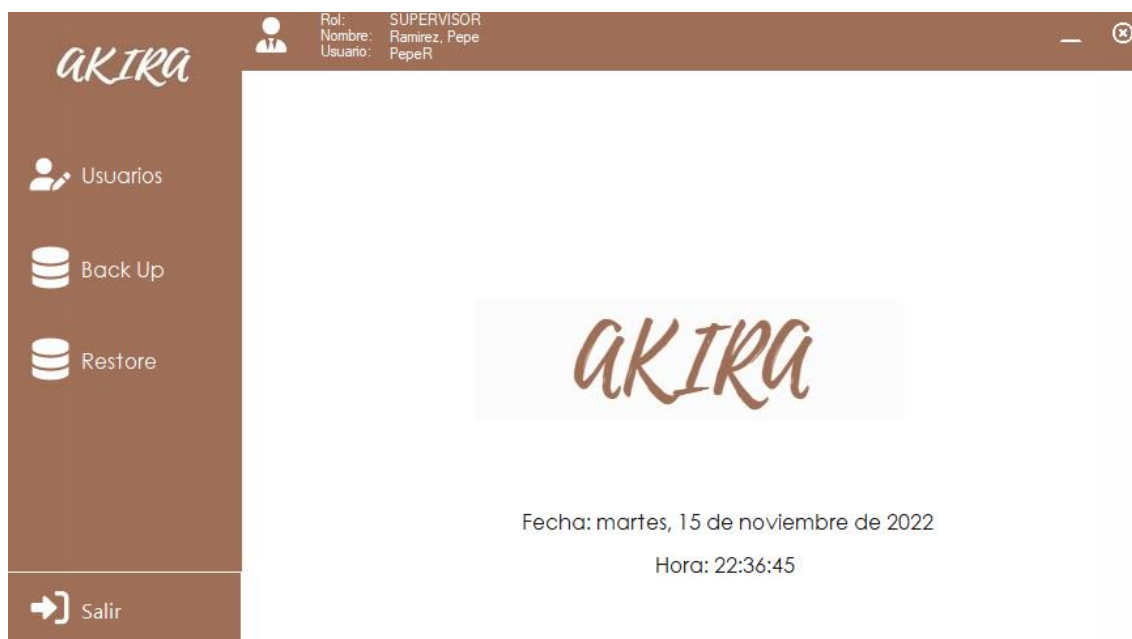 AKIRA
Rol: SUPERVISOR
Nombre: Ramirez, Pepe
Usuario: PepeR
Usuarios
Back Up
Restore
Salir
AKIRA
Fecha: martes, 15 de noviembre de 2022
Hora: 22:36:45